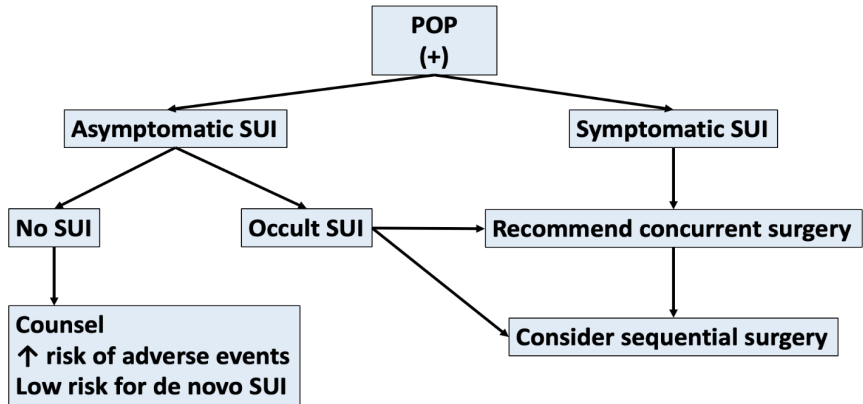 POP
(+)
Asymptomatic SUI
Symptomatic SUI
No SUI
Occult SUI
Recommend concurrent surgery
Counsel
↑ risk of adverse events
Low risk for de novo SUI
Consider sequential surgery